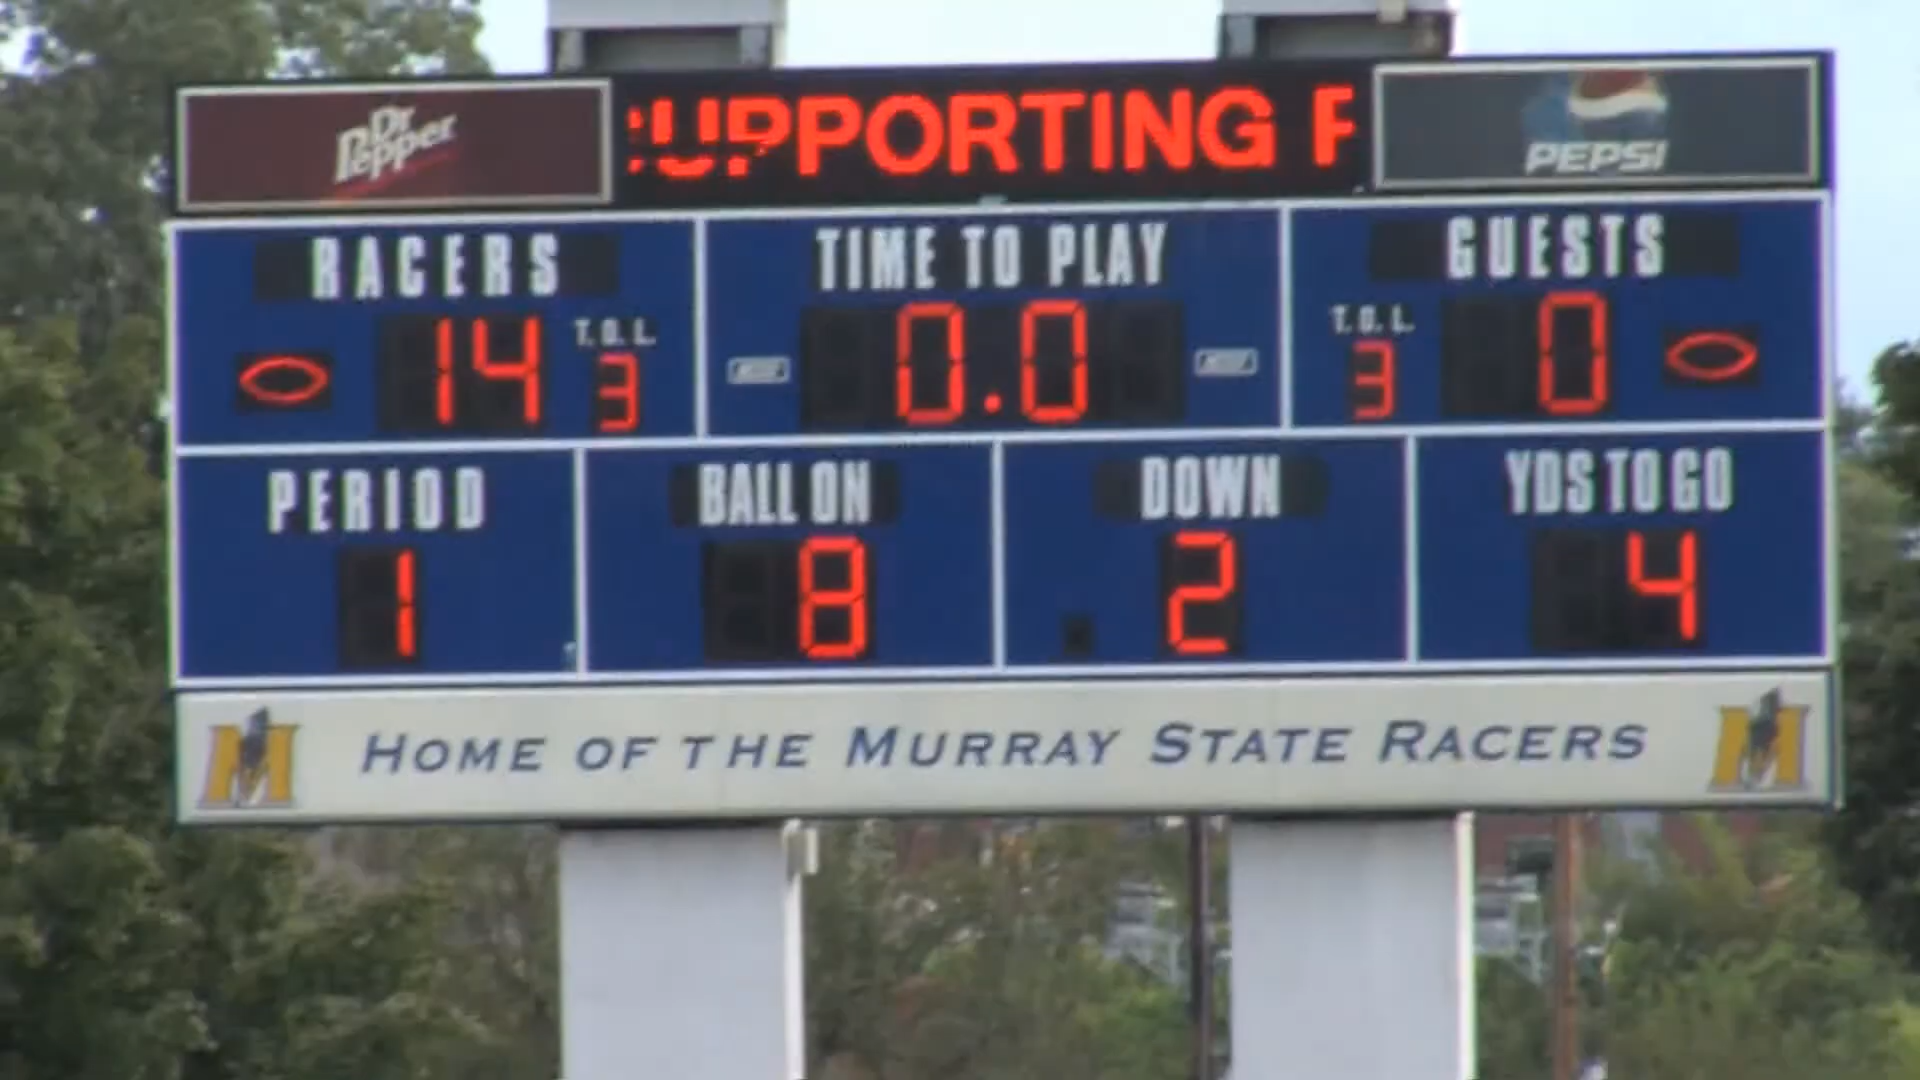 Dr Pepper
UPPORTING
PEPSI
RACERS
TIME TO PLAY
GUESTS
14
T.O.L.
3
0.0
T.O.L.
3
0
PERIOD
BALL ON
DOWN
YDS TO GO
1
8
2
4
M
HOME OF THE MURRAY STATE RACERS
M